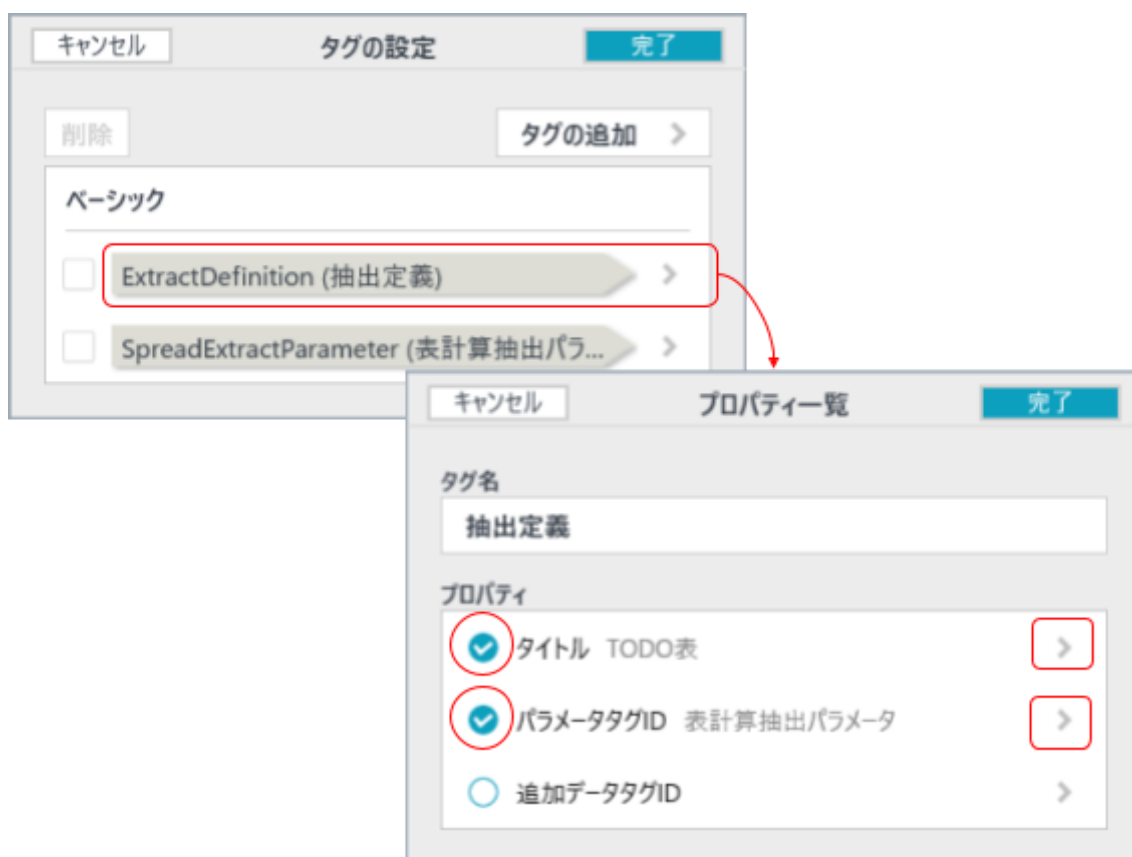 キャンセル タグの設定 完了
削除 タグの追加
ベーシック
ExtractDefinition (抽出定義)
SpreadExtractParameter (表計算抽出パラ...
キャンセル プロパティ一覧 完了
タグ名
抽出定義
プロパティ
タイトル TODO表
パラメータタグID 表計算抽出パラメータ
追加データタグID